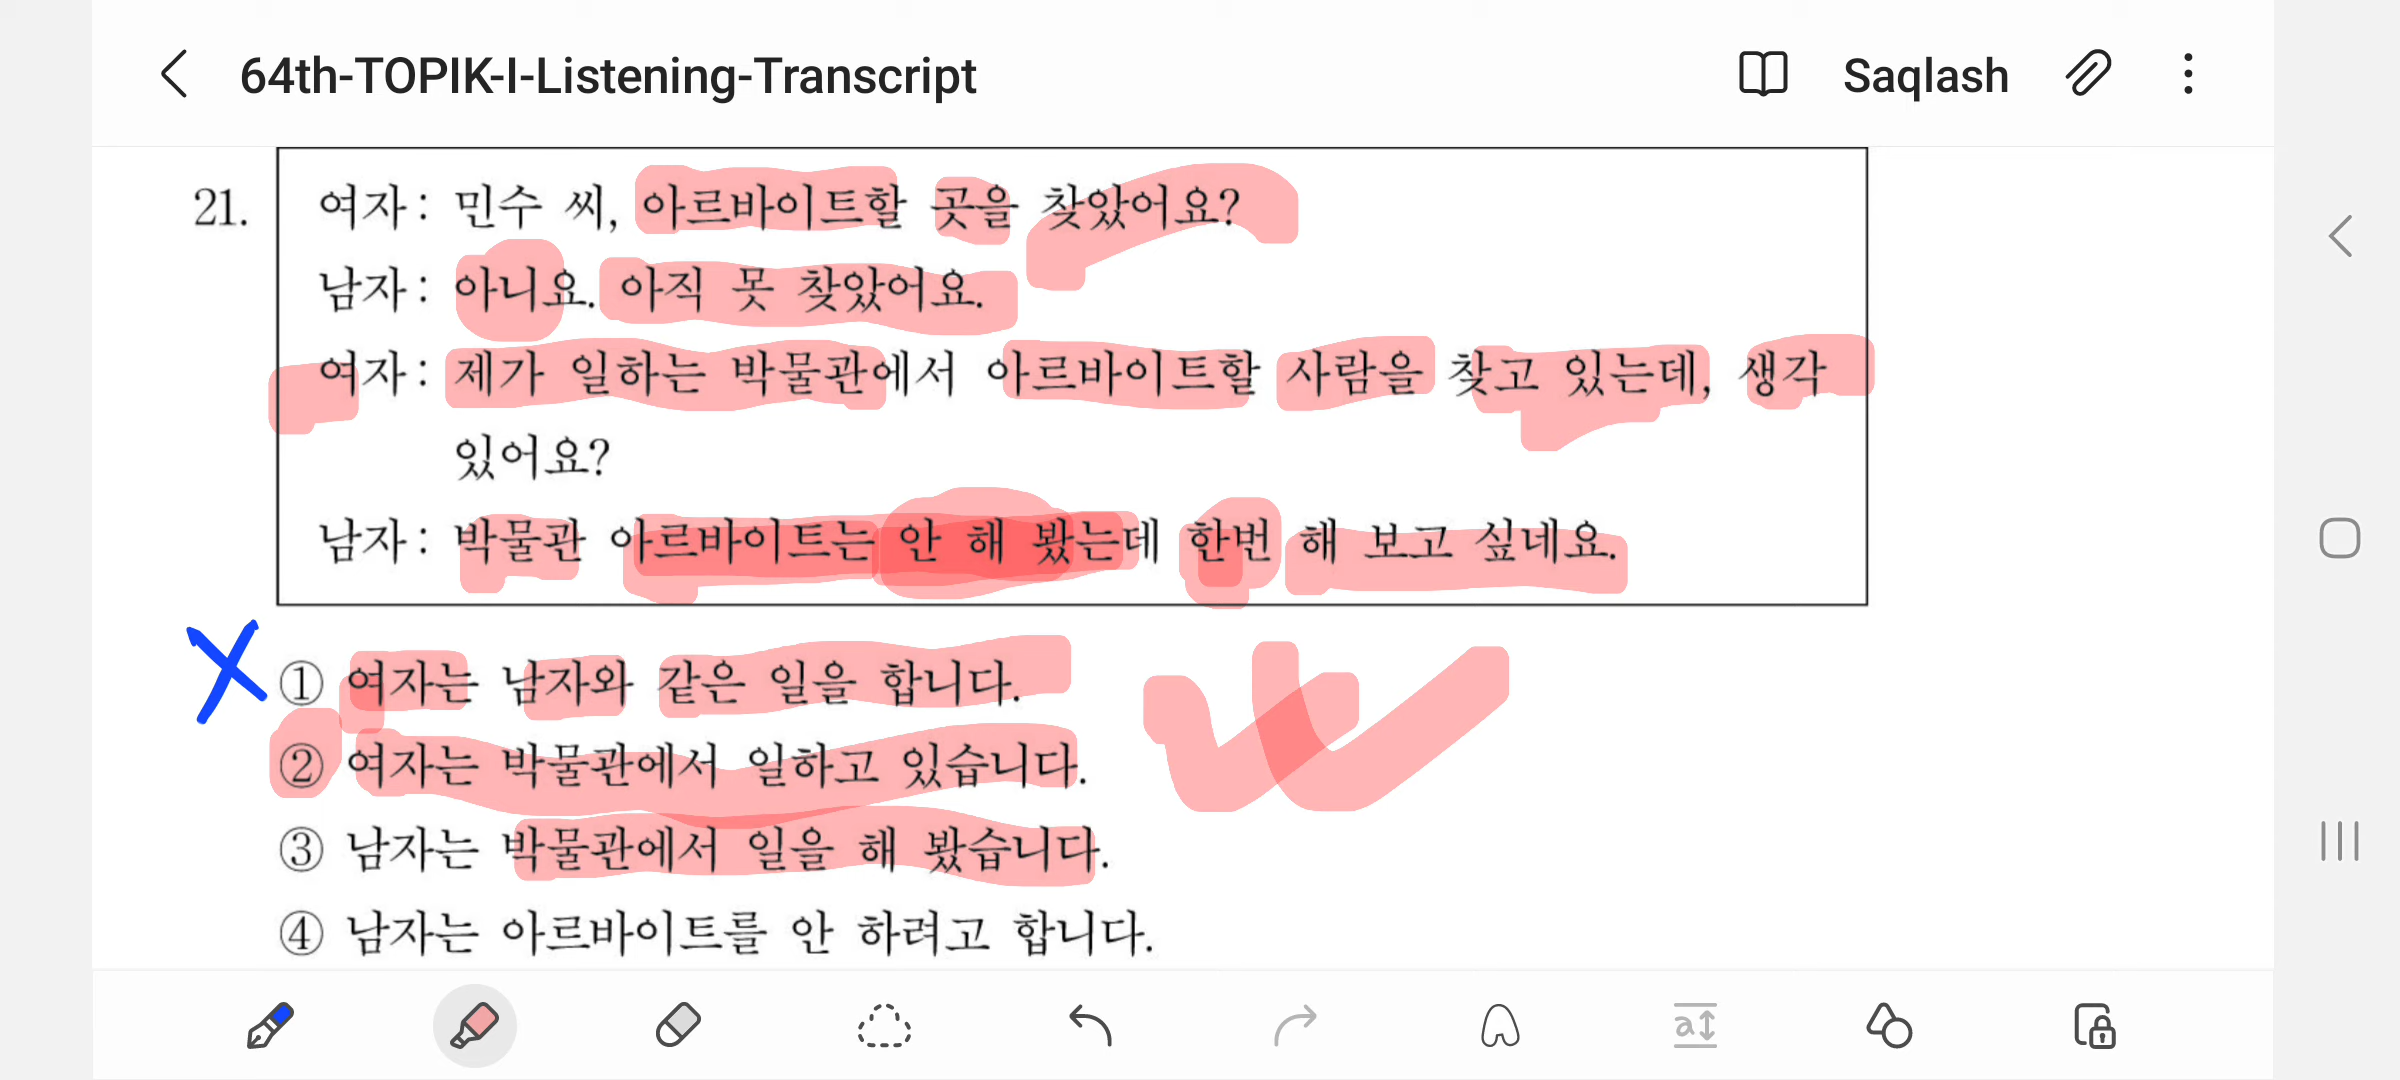 64th-TOPIK-I-Listening-Transcript
Saqlash
21. 여자: 민수 씨, 아르바이트할 곳을 찾았어요?
남자: 아니요. 아직 못 찾았어요.
여자: 제가 일하는 박물관에서 아르바이트할 사람을 찾고 있는데, 생각
있어요?
남자: 박물관 아르바이트는 안 해 봤는데 한번 해 보고 싶네요.
① 여자는 남자와 같은 일을 합니다.
② 여자는 박물관에서 일하고 있습니다.
③ 남자는 박물관에서 일을 해 봤습니다.
④ 남자는 아르바이트를 안 하려고 합니다.